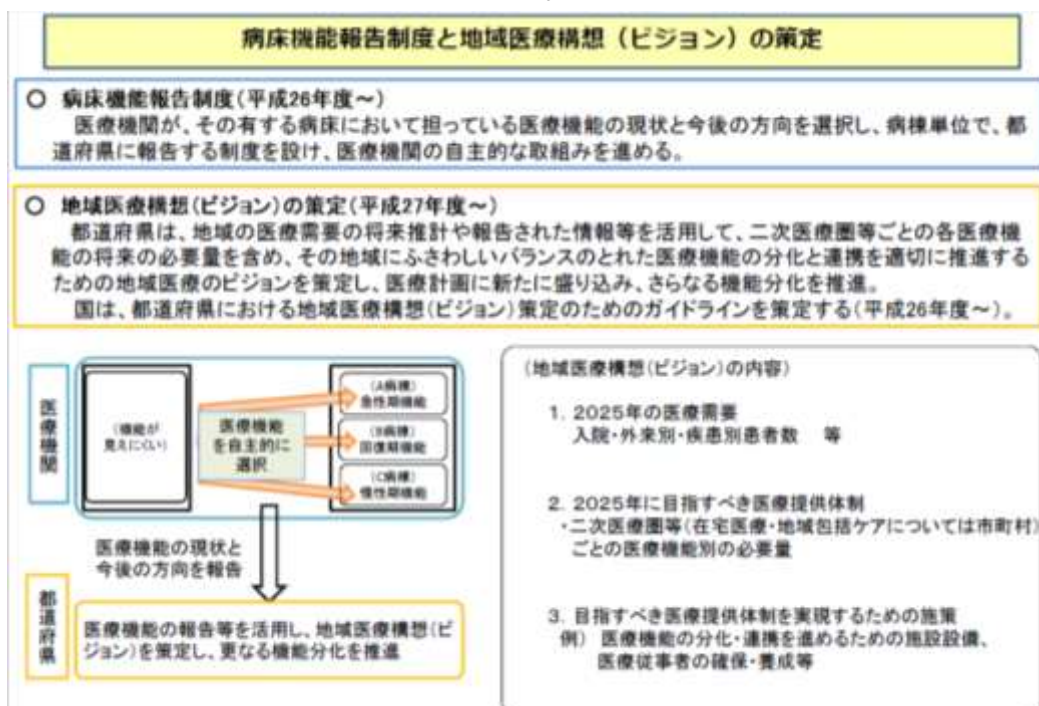 病床機能報告制度と地域医療構想（ビジョン）の策定
○ 病床機能報告制度(平成26年度～)
医療機関が、その有する病床において担っている医療機能の現状と今後の方向を選択し、病棟単位で、都
道府県に報告する制度を設け、医療機関の自主的な取組みを進める。
○ 地域医療構想(ビジョン)の策定(平成27年度～)
都道府県は、地域の医療需要の将来推計や報告された情報等を活用して、二次医療圏等ごとの各医療機
能の将来の必要量を含め、その地域にふさわしいバランスのとれた医療機能の分化と連携を適切に推進する
ための地域医療のビジョンを策定し、医療計画に新たに盛り込み、さらなる機能分化を推進。
国は、都道府県における地域医療構想(ビジョン)策定のためのガイドラインを策定する(平成26年度～)。
医療機関
(機能が
見えにくい)
医療機能
を自主的に
選択
(A病棟)
急性期機能
(B病棟)
回復期機能
(C病棟)
慢性期機能
医療機能の現状と
今後の方向を報告
都道府県
医療機能の報告等を活用し、地域医療構想(ビ
ジョン)を策定し、更なる機能分化を推進
(地域医療構想(ビジョン)の内容)
1. 2025年の医療需要
入院・外来別・疾患別患者数 等
2. 2025年に目指すべき医療提供体制
・二次医療圏等(在宅医療・地域包括ケアについては市町村)
ごとの医療機能別の必要量
3. 目指すべき医療提供体制を実現するための施策
例) 医療機能の分化・連携を進めるための施設設備、
医療従事者の確保・養成等